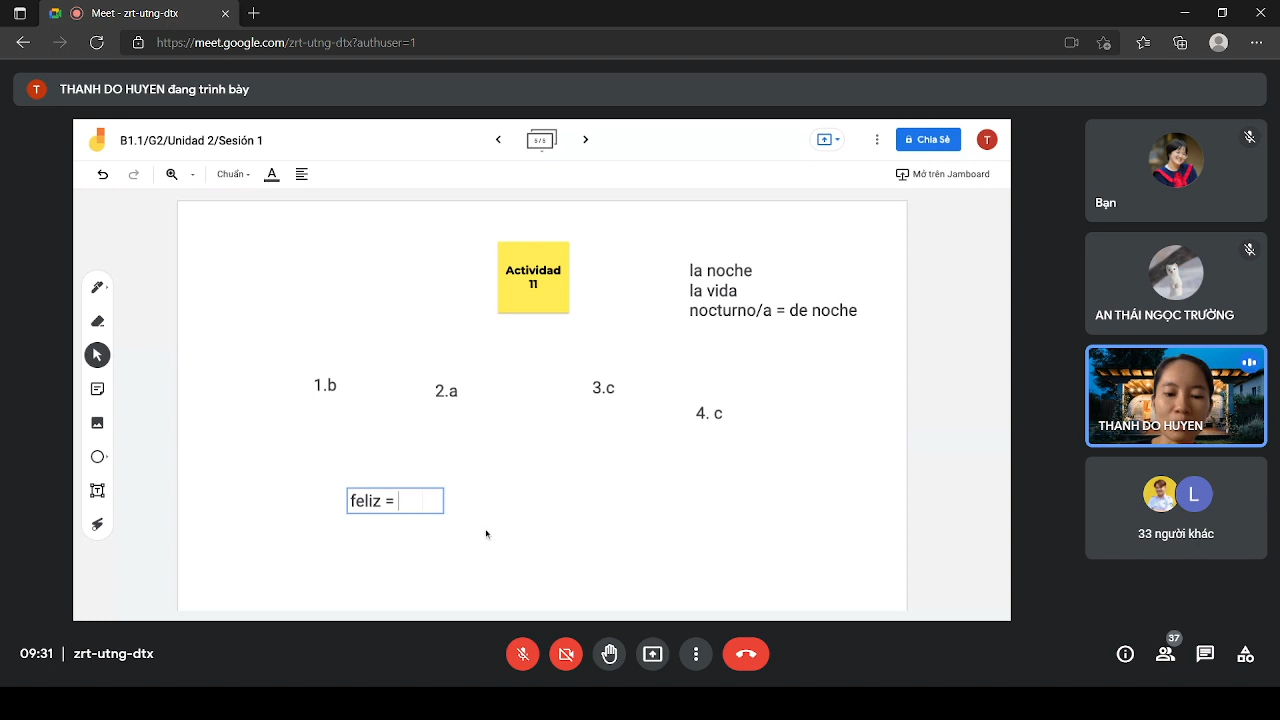 Meet - zrt-utng-dtx
https://meet.google.com/zrt-utng-dtx?authuser=1
T
THANH DO HUYEN đang trình bày
B1.1/G2/Unidad 2/Sesión 1
5 / 5
Chia Sẻ
T
Chuẩn
A
Mở trên Jamboard
Actividad
11
la noche
la vida
nocturno/a = de noche
1.b
2.a
3.c
4. c
feliz =
Bạn
AN THÁI NGỌC TRƯỜNG
THANH DO HUYEN
L
33 người khác
09:31 | zrt-utng-dtx
37